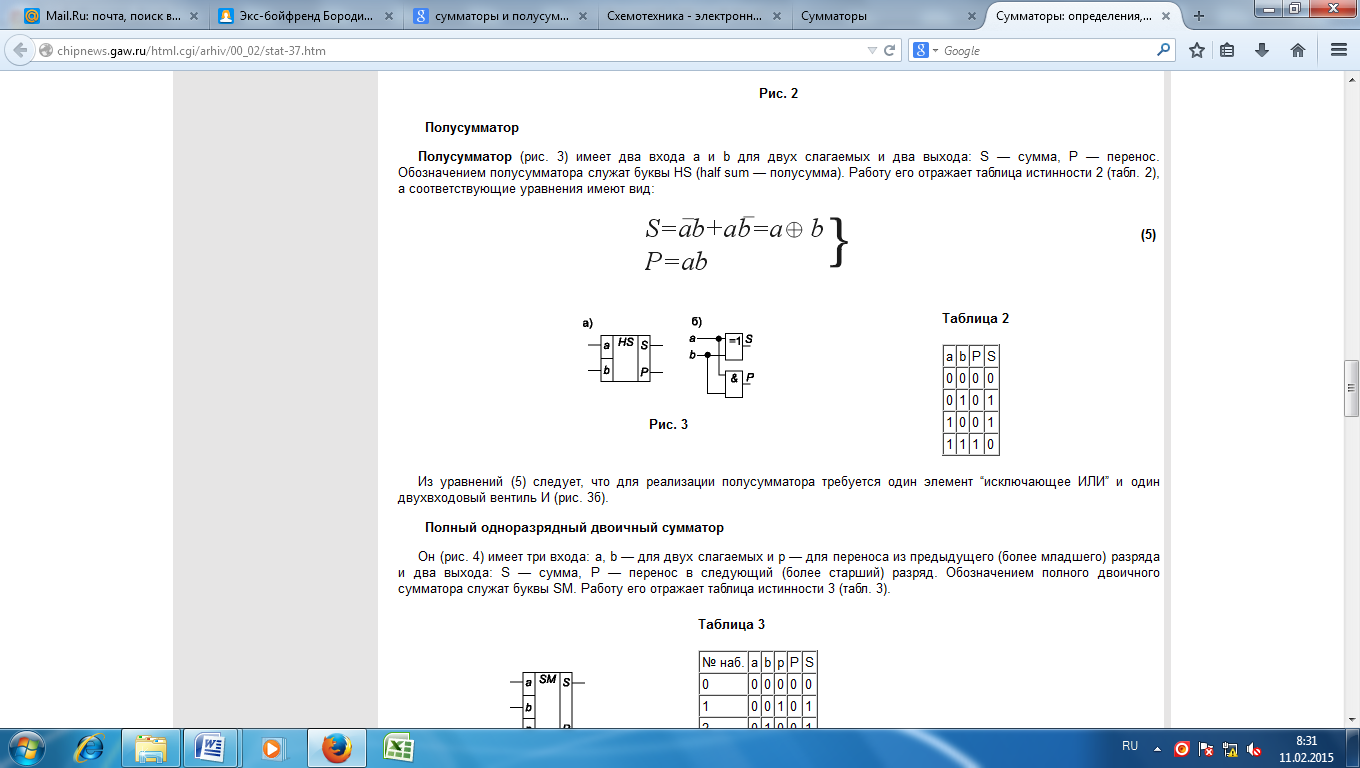 Mail.Ru: почта, поиск в...
Экс-бойфренд Бородин...
сумматоры и полусум...
Схемотехника - электронн...
Сумматоры
Сумматоры: определения,...
chipnews.gaw.ru/html.cgi/arhiv/00_02/stat-37.htm
Google
Рис. 2
Полусумматор
Полусумматор (рис. 3) имеет два входа a и b для двух слагаемых и два выхода: S — сумма, P — перенос.
Обозначением полусумматора служат буквы HS (half sum — полусумма). Работу его отражает таблица истинности 2 (табл. 2),
а соответствующие уравнения имеют вид:
S=a̅b+ab̅=a⊕ b
P=ab
}
(5)
а)
a HS S
b P
б)
a =1 S
b
& P
Рис. 3
Таблица 2
a b P S
0 0 0 0
0 1 0 1
1 0 0 1
1 1 1 0
Из уравнений (5) следует, что для реализации полусумматора требуется один элемент “исключающее ИЛИ” и один
двухвходовый вентиль И (рис. 3б).
Полный одноразрядный двоичный сумматор
Он (рис. 4) имеет три входа: a, b — для двух слагаемых и p — для переноса из предыдущего (более младшего) разряда
и два выхода: S — сумма, P — перенос в следующий (более старший) разряд. Обозначением полного двоичного
сумматора служат буквы SM. Работу его отражает таблица истинности 3 (табл. 3).
Таблица 3
№ наб. a b p P S
0 0 0 0 0 0
1 0 0 1 0 1
2 0 1 0 0 1
a SM S
b
RU
8:31
11.02.2015